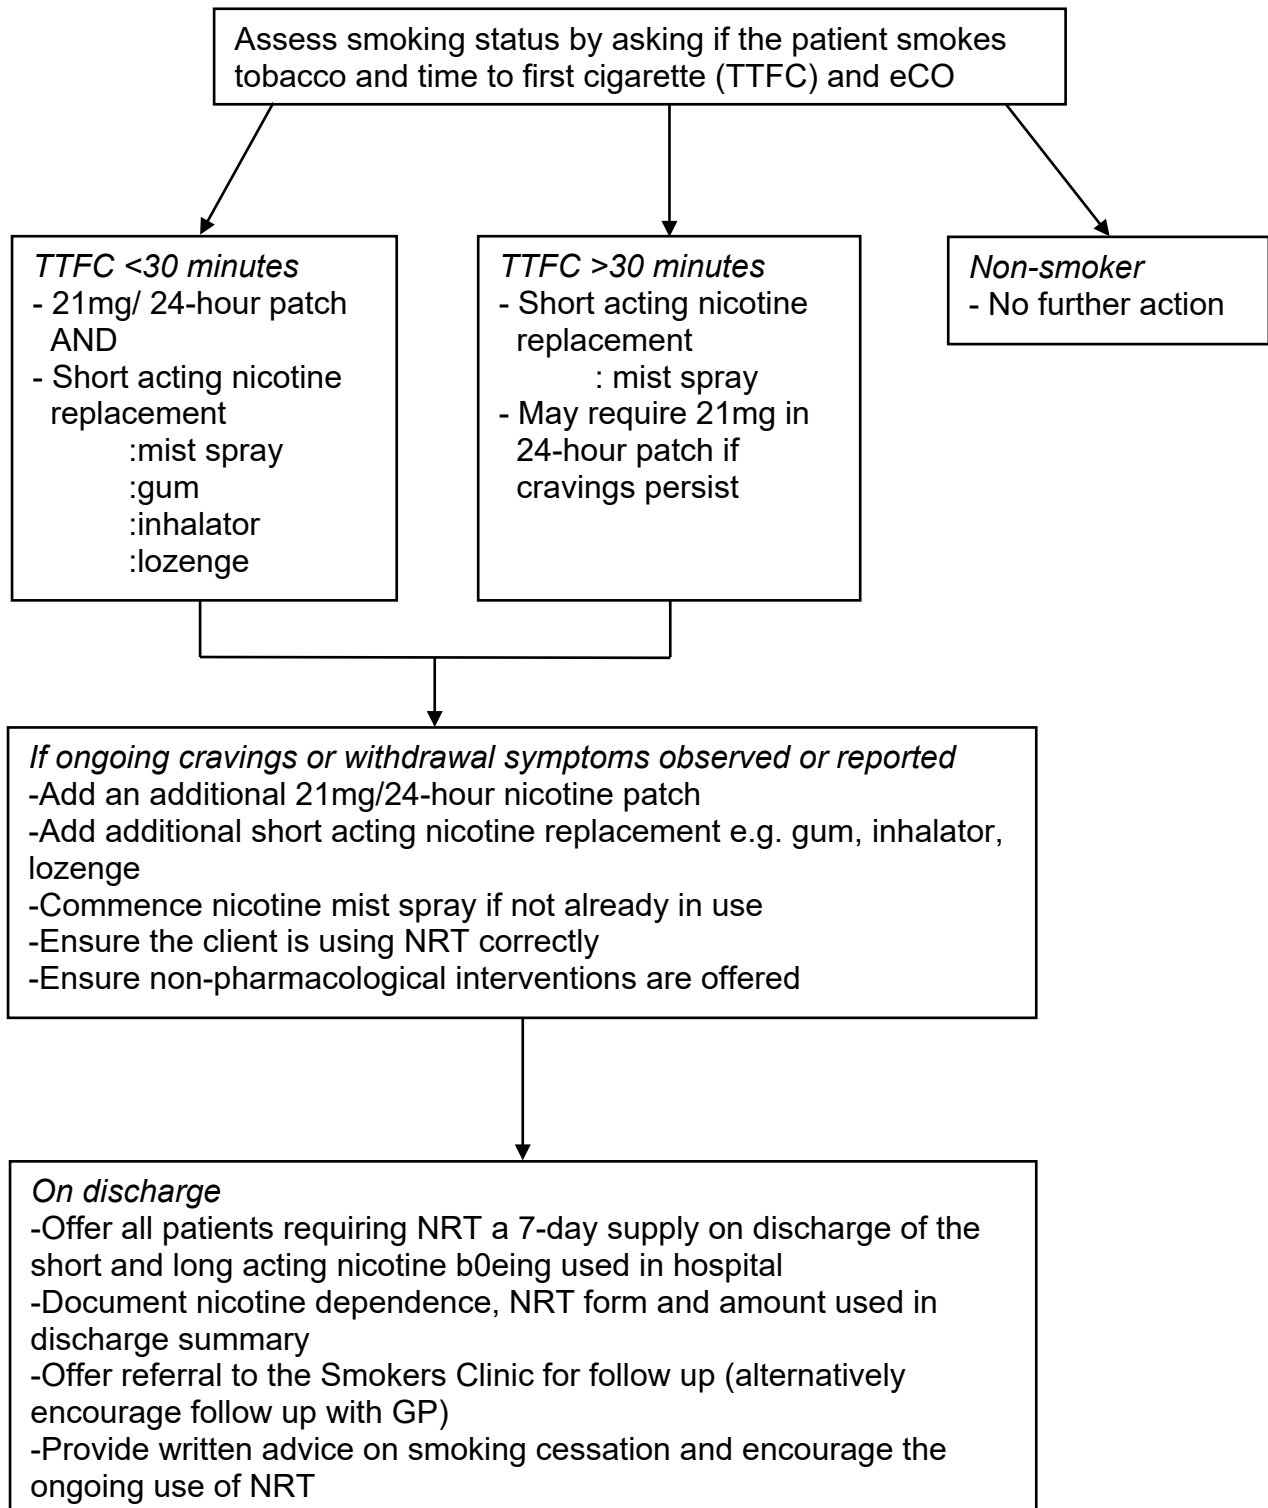 Assess smoking status by asking if the patient smokes
tobacco and time to first cigarette (TTFC) and eCO
TTFC <30 minutes
- 21mg/ 24-hour patch
AND
- Short acting nicotine
replacement
:mist spray
:gum
:inhalator
:lozenge
TTFC >30 minutes
- Short acting nicotine
replacement
: mist spray
- May require 21mg in
24-hour patch if
cravings persist
Non-smoker
- No further action
If ongoing cravings or withdrawal symptoms observed or reported
-Add an additional 21mg/24-hour nicotine patch
-Add additional short acting nicotine replacement e.g. gum, inhalator,
lozenge
-Commence nicotine mist spray if not already in use
-Ensure the client is using NRT correctly
-Ensure non-pharmacological interventions are offered
On discharge
-Offer all patients requiring NRT a 7-day supply on discharge of the
short and long acting nicotine b0eing used in hospital
-Document nicotine dependence, NRT form and amount used in
discharge summary
-Offer referral to the Smokers Clinic for follow up (alternatively
encourage follow up with GP)
-Provide written advice on smoking cessation and encourage the
ongoing use of NRT